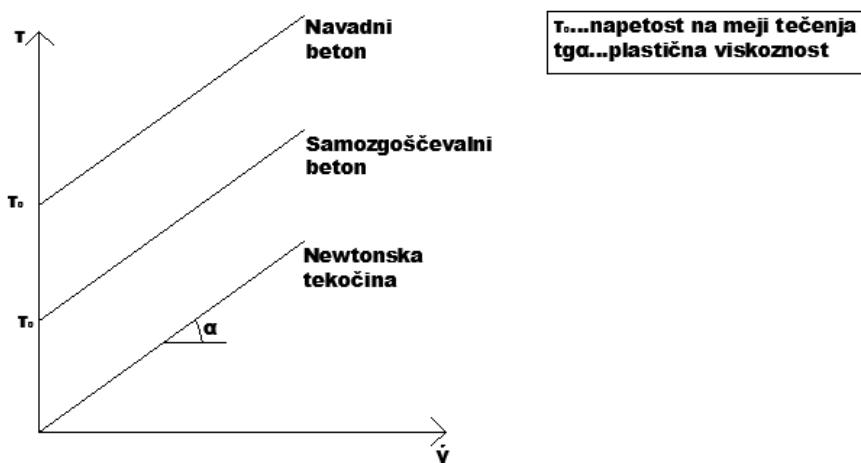 τ
Navadni
beton
τ₀...napetost na meji tečenja
tgα...plastična viskoznost
Samozgoščevalni
beton
τ₀
Newtonska
tekočina
τ₀
α
γ̇